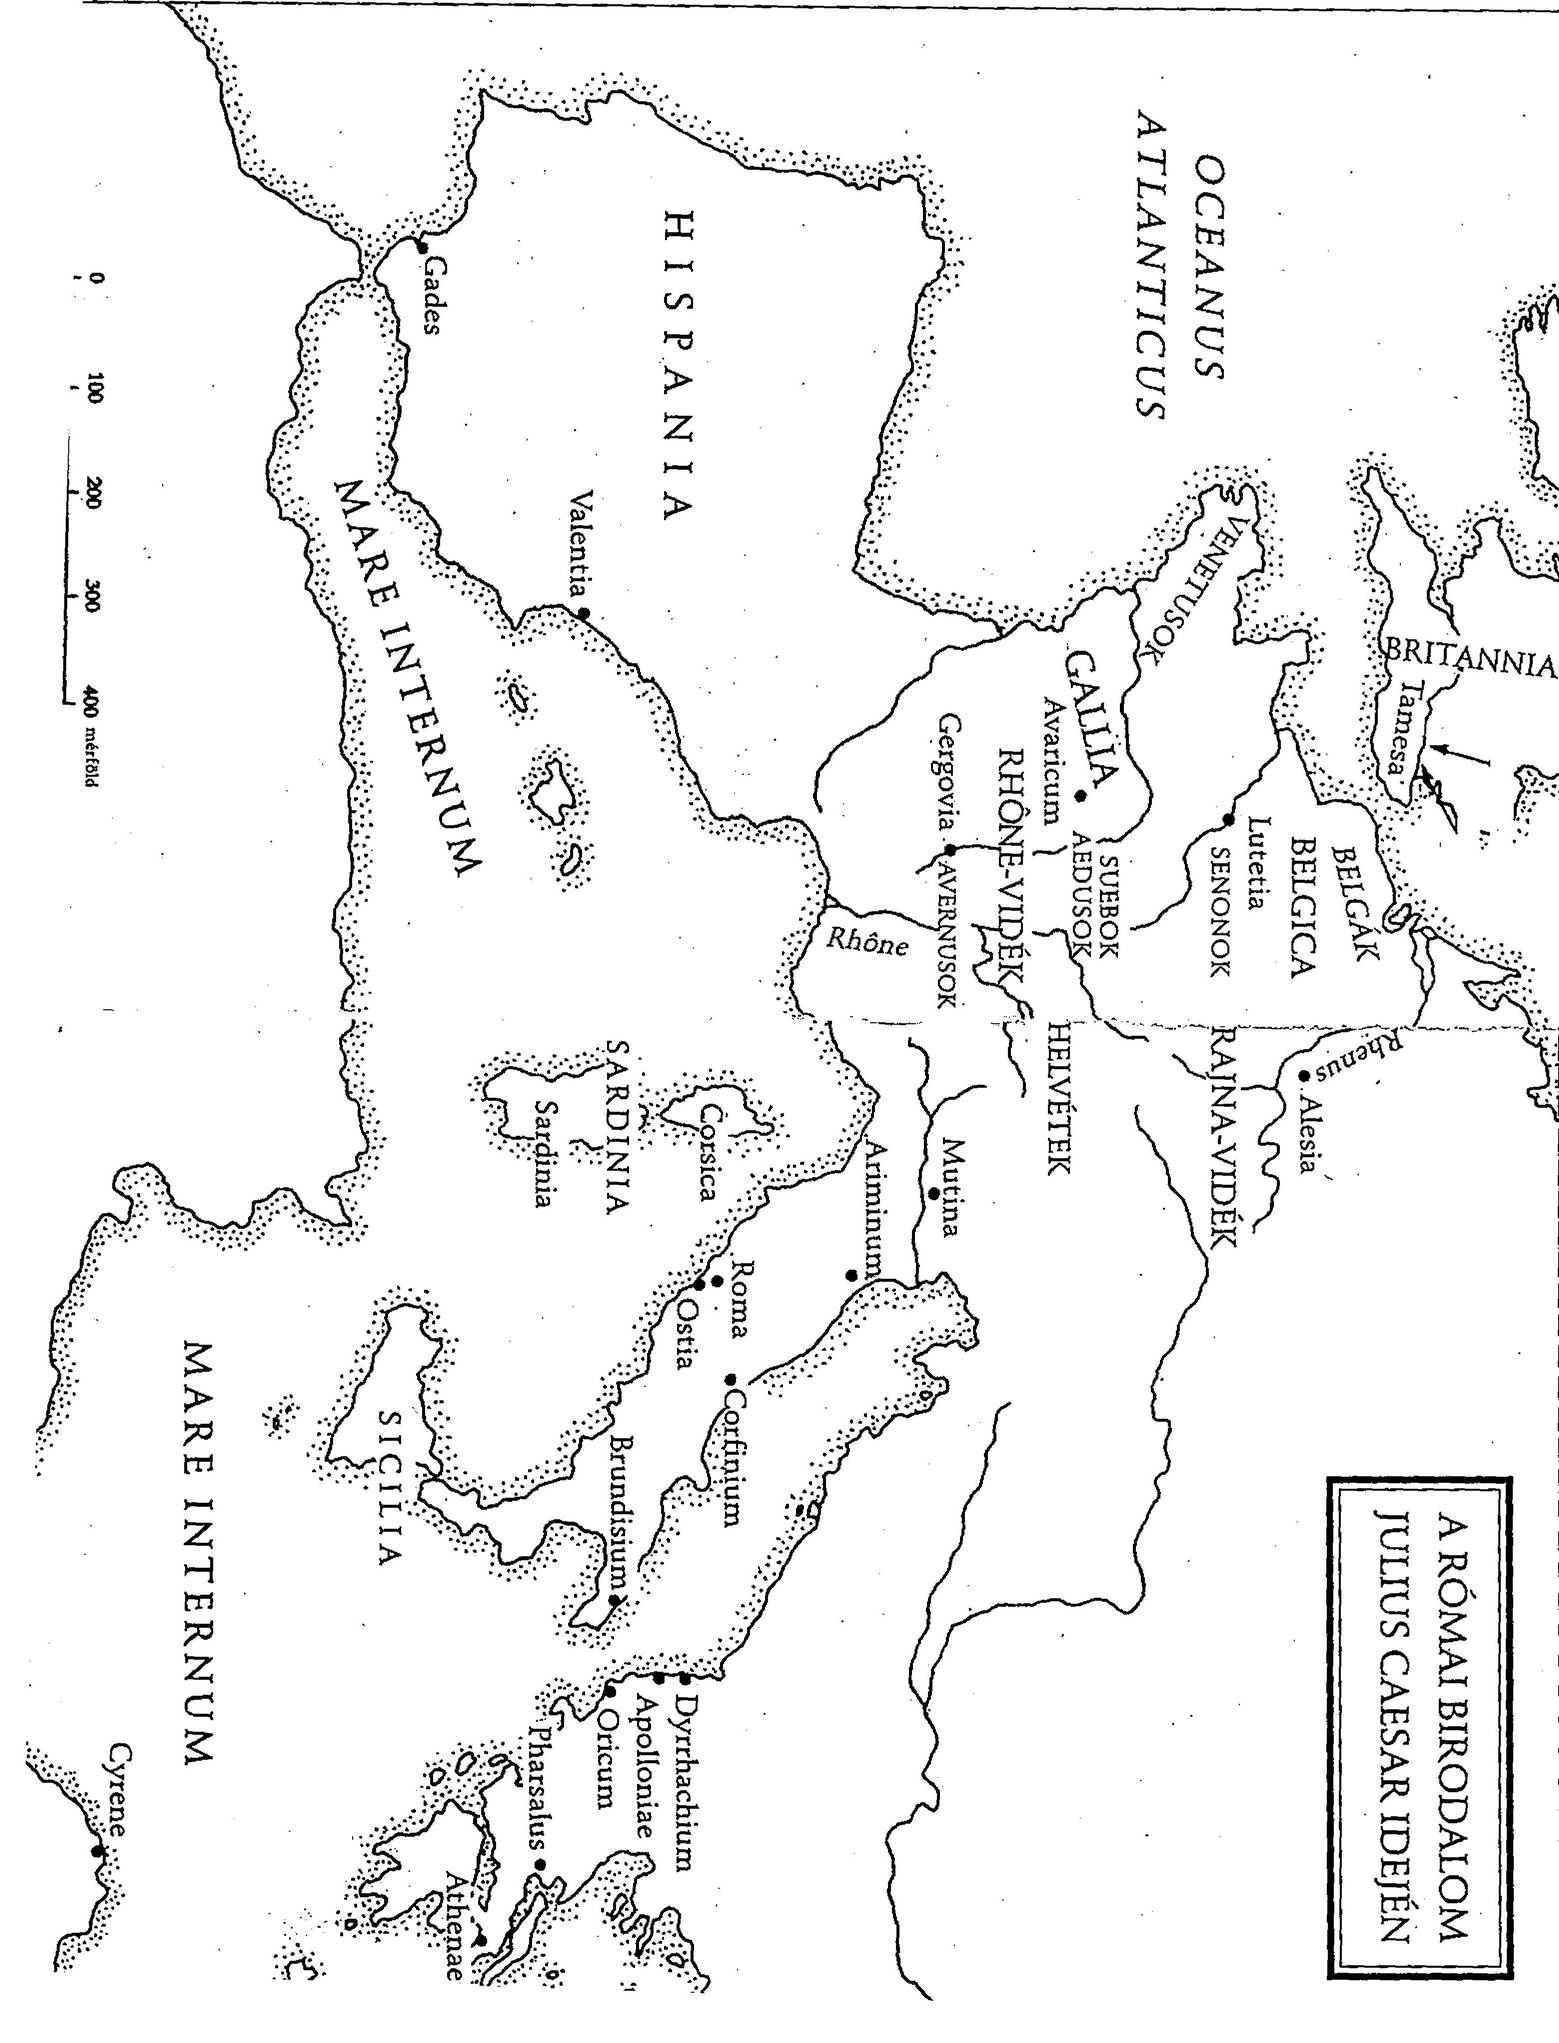 A RÓMAI BIRODALOM
JULIUS CAESAR IDEJÉN
OCEANUS
ATLANTICUS
BRITANNIA
Tamesa
VENETUSOK
GALLIA
Avaricum
BELGÁK
BELGICA
Lutetia
SENONOK
SUEBOK
AEDUSOK
RHÔNE-VIDÉK
Gergovia
AVERNUSOK
Rhône
Rhenus
Alesia
RAJNA-VIDÉK
HELVÉTEK
HISPANIA
Valentia
Gades
MARE INTERNUM
Mutina
Ariminum
Corsica
SARDINIA
Sardinia
Roma
Ostia
Corfinium
Brundisium
SICILIA
Dyrrhachium
Apolloniae
Oricum
Pharsalus
Athenae
MARE INTERNUM
Cyrene
0 100 200 300 400 mérföld